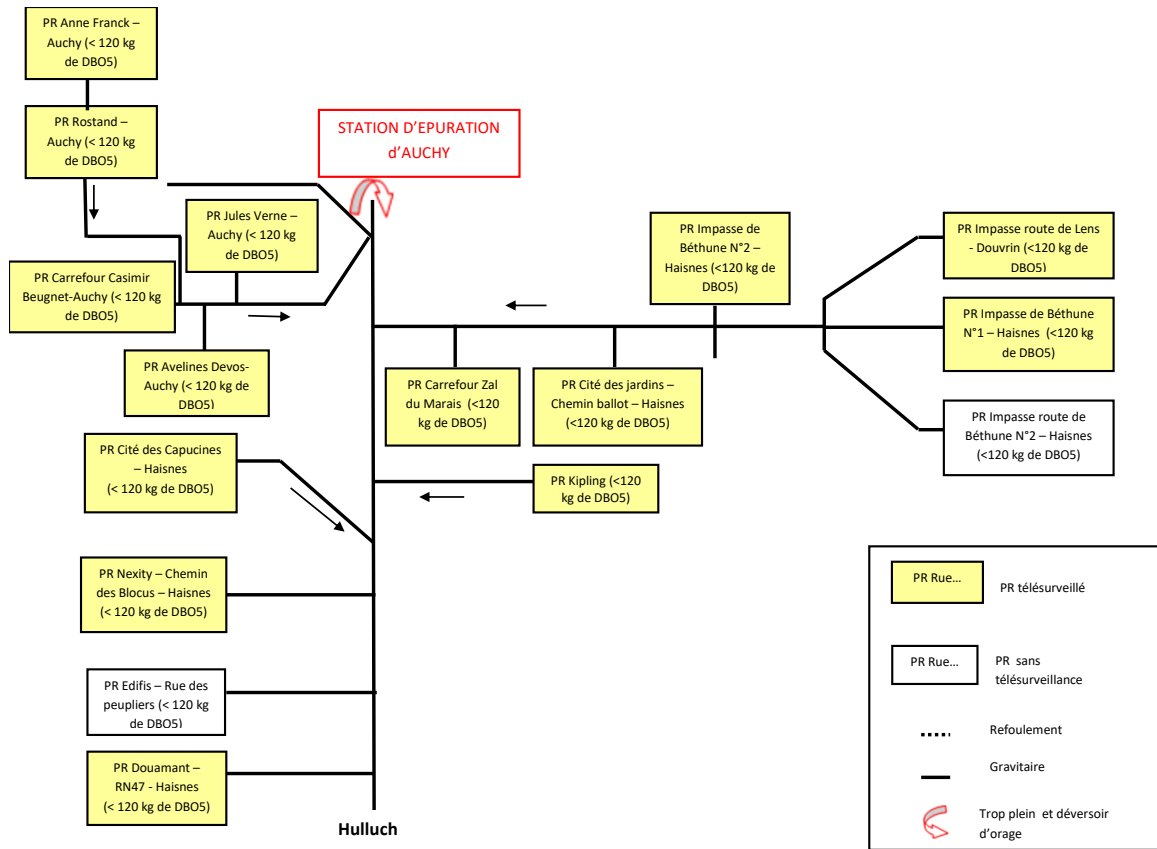 PR Anne Franck –
Auchy (< 120 kg
de DBO5)
PR Rostand –
Auchy (< 120 kg
de DBO5)
STATION D'EPURATION
d'AUCHY
PR Jules Verne –
Auchy (< 120 kg
de DBO5)
PR Carrefour Casimir
Beugnet-Auchy (< 120 kg
de DBO5)
PR Avelines Devos-
Auchy (< 120 kg de
DBO5)
PR Impasse de
Béthune N°2 –
Haisnes (<120 kg de
DBO5)
PR Impasse route de Lens
- Douvrin (<120 kg de
DBO5)
PR Impasse de Béthune
N°1 – Haisnes (<120 kg
de DBO5)
PR Impasse route de
Béthune N°2 – Haisnes
(<120 kg de DBO5)
PR Carrefour Zal
du Marais (<120
kg de DBO5)
PR Cité des jardins –
Chemin ballot – Haisnes
(<120 kg de DBO5)
PR Cité des Capucines
– Haisnes
(< 120 kg de DBO5)
PR Kipling (<120
kg de DBO5)
PR Nexity – Chemin
des Blocus – Haisnes
(< 120 kg de DBO5)
PR Edifis – Rue des
peupliers (< 120 kg
de DBO5)
PR Douamant –
RN47 - Haisnes
(< 120 kg de DBO5)
Hulluch
PR Rue...
PR télésurveillé
PR Rue...
PR sans
télésurveillance
Refoulement
Gravitaire
Trop plein et déversoir
d'orage